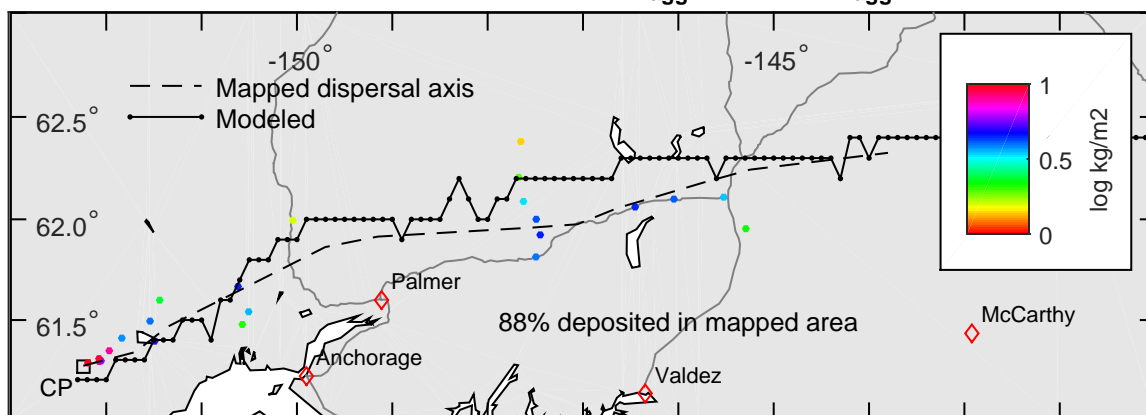 -150°
-145°
Mapped dispersal axis
Modeled
62.5°
62.0°
61.5°
1
0.5
0
log kg/m2
Palmer
McCarthy
88% deposited in mapped area
Anchorage
Valdez
CP